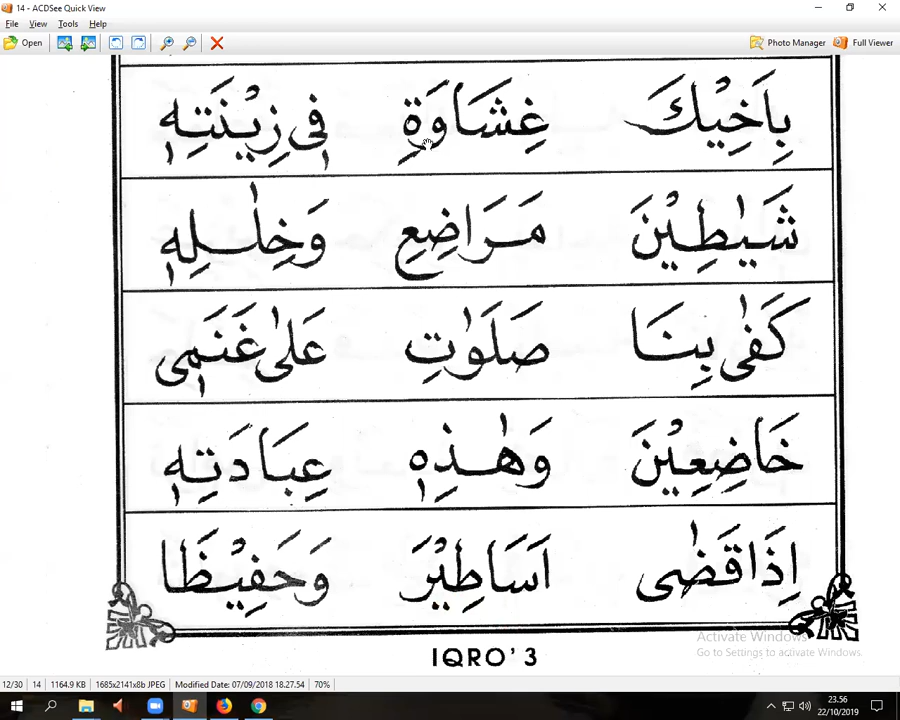 14 - ACDSee Quick View
File View Tools Help
Open Photo Manager Full Viewer
بِاَخِيْكَ غِشَاوَةِ فِى زِيْنَتِهٖ
شَيٰطِيْنَ مَرَاضِعِ وَخِلٰلِهٖ
كَفٰى بِنَا صَلَوٰتِ عَلٰى غَنَمِى
خَاضِعِيْنَ وَهٰذِهٖ عِبَادَتِهٖ
اِذَا قَضٰى اَسَاطِيْرَ وَحَفِيْظَا
IQRO' 3
Activate Windows
Go to Settings to activate Windows.
12/30 14 1164.9 KB 1685x2141x8b JPEG Modified Date: 07/09/2018 18.27.54 70%
23.56
22/10/2019